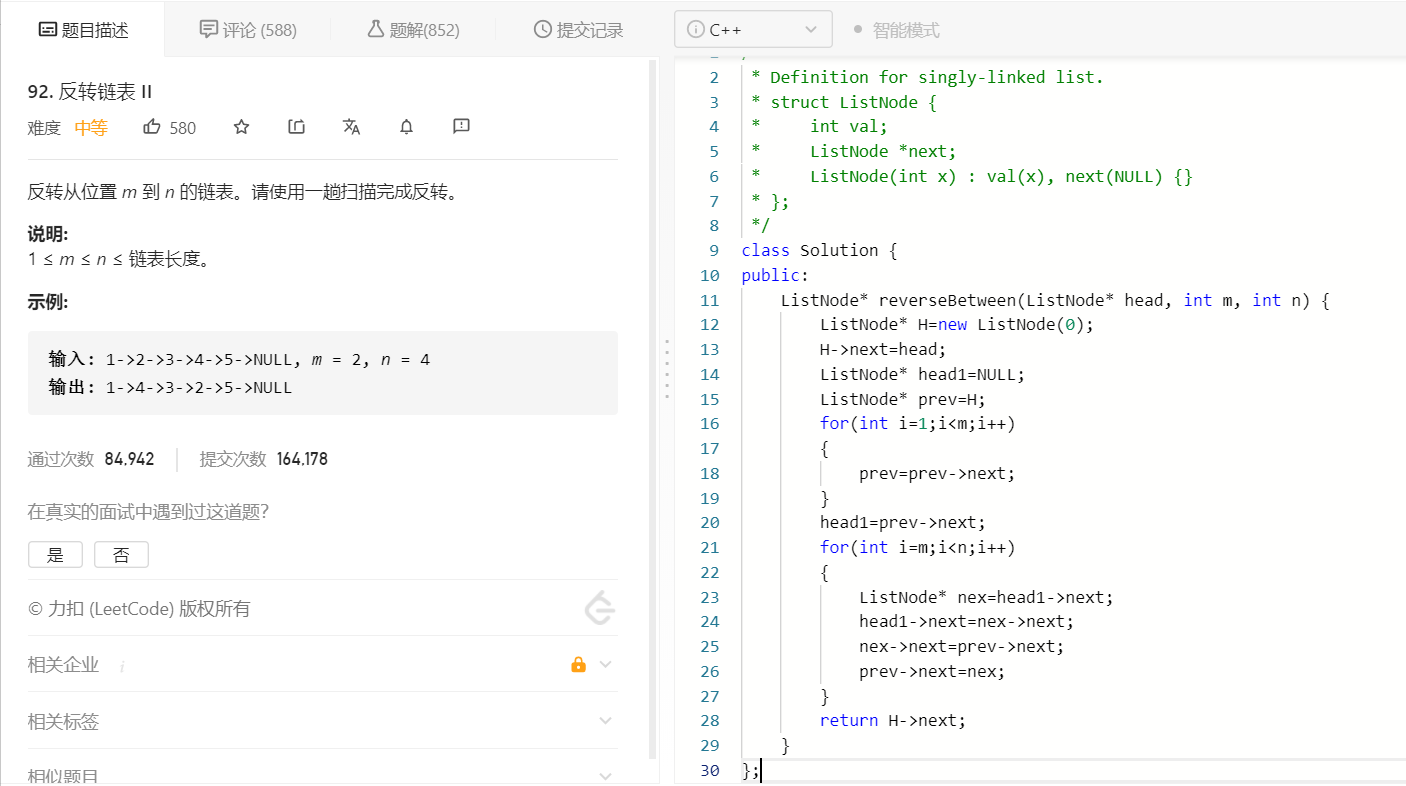 题目描述
评论 (588)
题解(852)
提交记录
C++
智能模式
92. 反转链表 II
难度 中等 580
反转从位置 m 到 n 的链表。请使用一趟扫描完成反转。
说明:
1 ≤ m ≤ n ≤ 链表长度。
示例:
输入: 1->2->3->4->5->NULL, m = 2, n = 4
输出: 1->4->3->2->5->NULL
通过次数 84,942 提交次数 164,178
在真实的面试中遇到过这道题?
是 否
© 力扣 (LeetCode) 版权所有
相关企业 i
相关标签
相似题目
2 * Definition for singly-linked list.
3 * struct ListNode {
4 *     int val;
5 *     ListNode *next;
6 *     ListNode(int x) : val(x), next(NULL) {}
7 * };
8 */
9 class Solution {
10 public:
11     ListNode* reverseBetween(ListNode* head, int m, int n) {
12         ListNode* H=new ListNode(0);
13         H->next=head;
14         ListNode* head1=NULL;
15         ListNode* prev=H;
16         for(int i=1;i<m;i++)
17         {
18             prev=prev->next;
19         }
20         head1=prev->next;
21         for(int i=m;i<n;i++)
22         {
23             ListNode* nex=head1->next;
24             head1->next=nex->next;
25             nex->next=prev->next;
26             prev->next=nex;
27         }
28         return H->next;
29     }
30 };